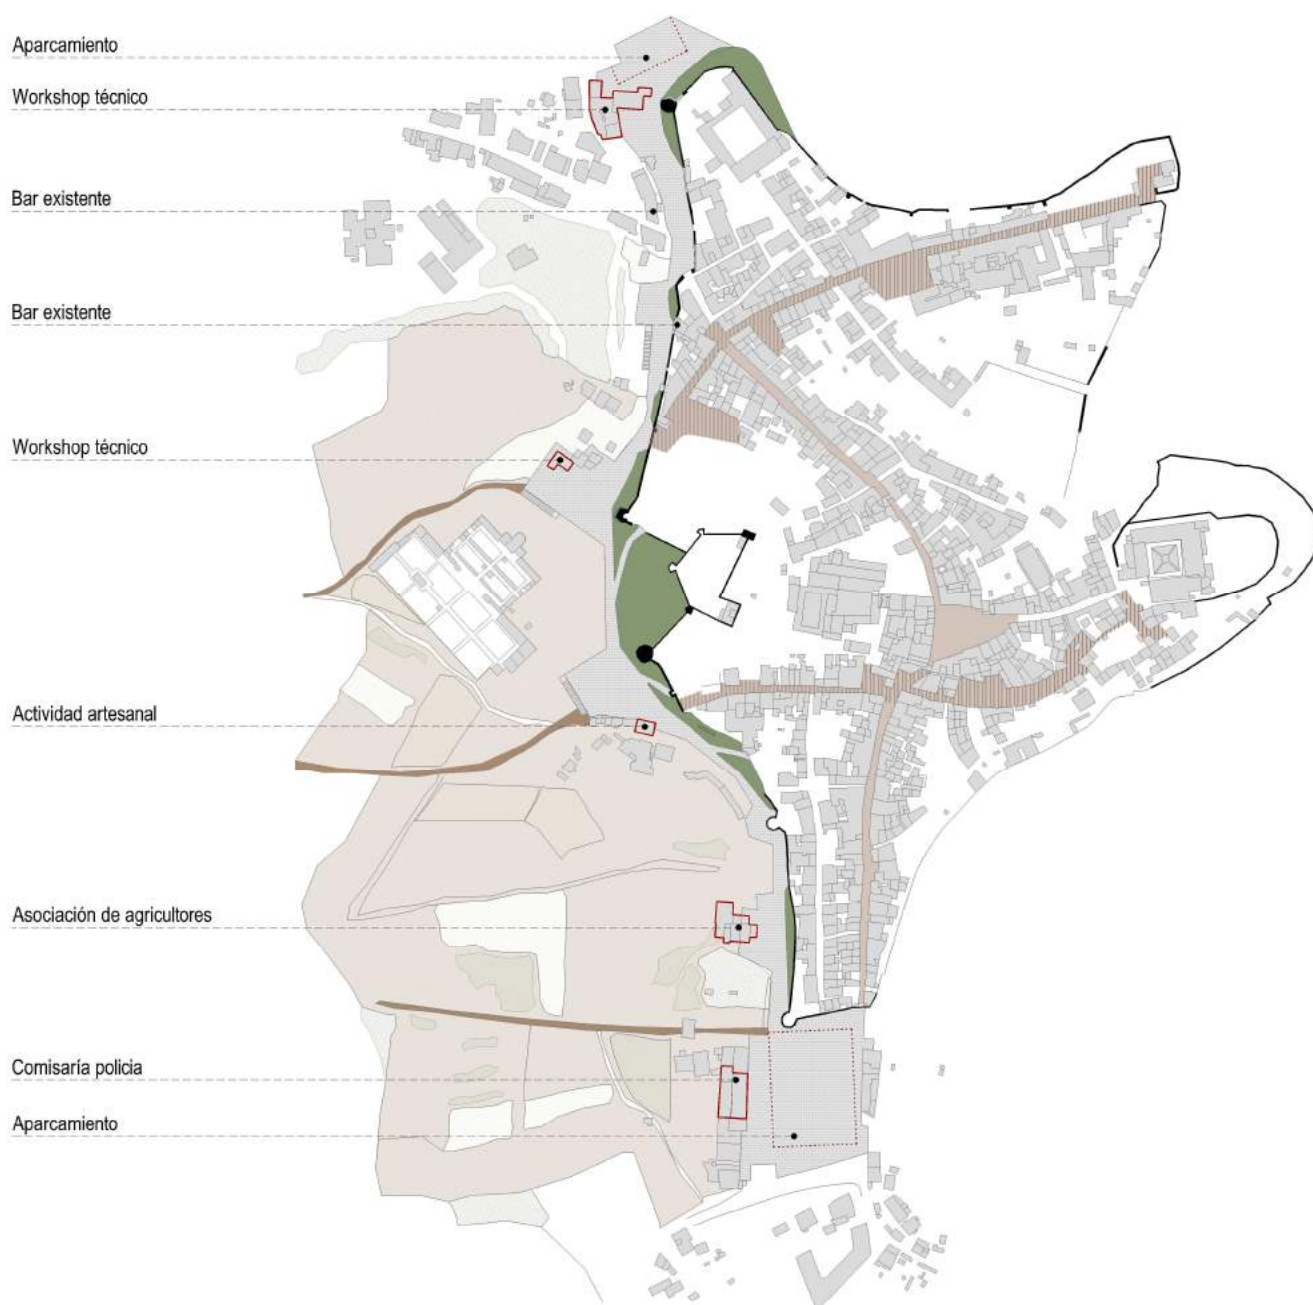 Aparcamiento
Workshop técnico
Bar existente
Bar existente
Workshop técnico
Actividad artesanal
Asociación de agricultores
Comisaría policia
Aparcamiento